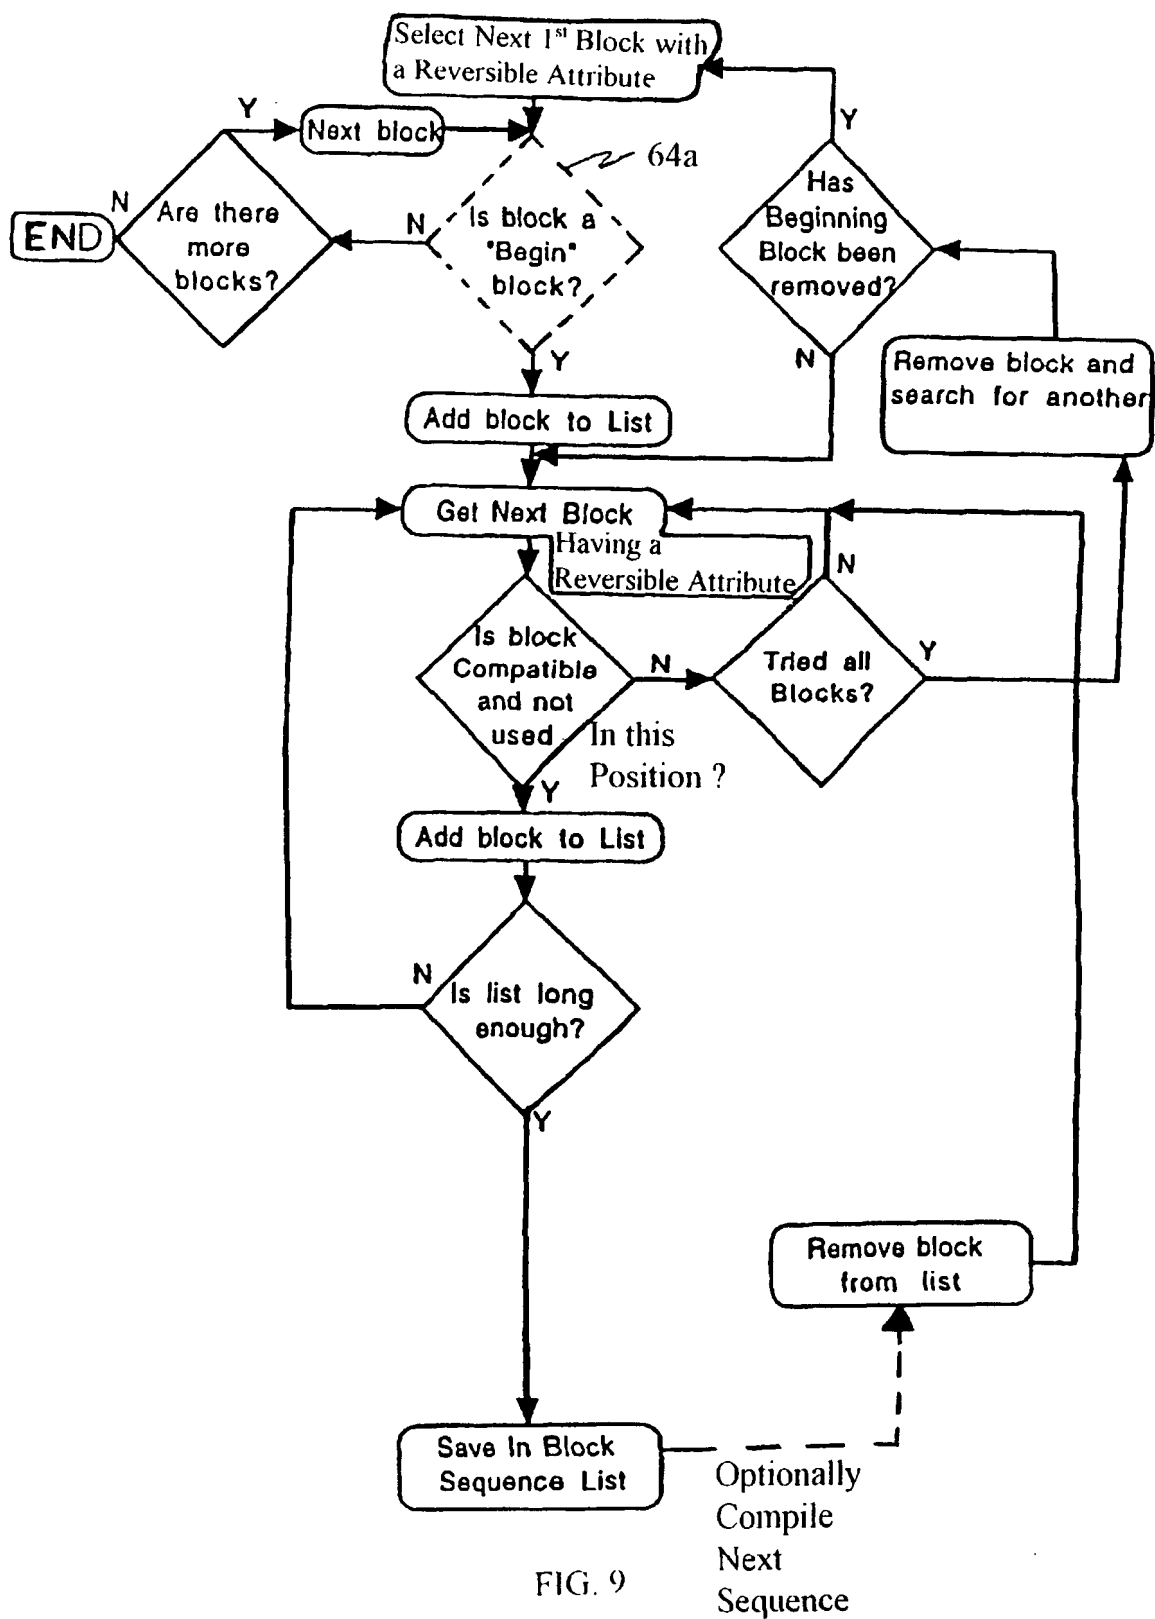 Select Next 1st Block with
a Reversible Attribute
Y
Next block
64a
Y
Has
Beginning
Block been
removed?
N
END
Are there
more
blocks?
N
Is block a
"Begin"
block?
Y
N
Remove block and
search for another
Add block to List
Get Next Block
Having a
Reversible Attribute
N
Is block
Compatible
and not
used
In this
Position ?
N
Tried all
Blocks?
Y
Y
Add block to List
N
Is list long
enough?
Y
Remove block
from list
Save In Block
Sequence List
Optionally
Compile
Next
Sequence
FIG. 9